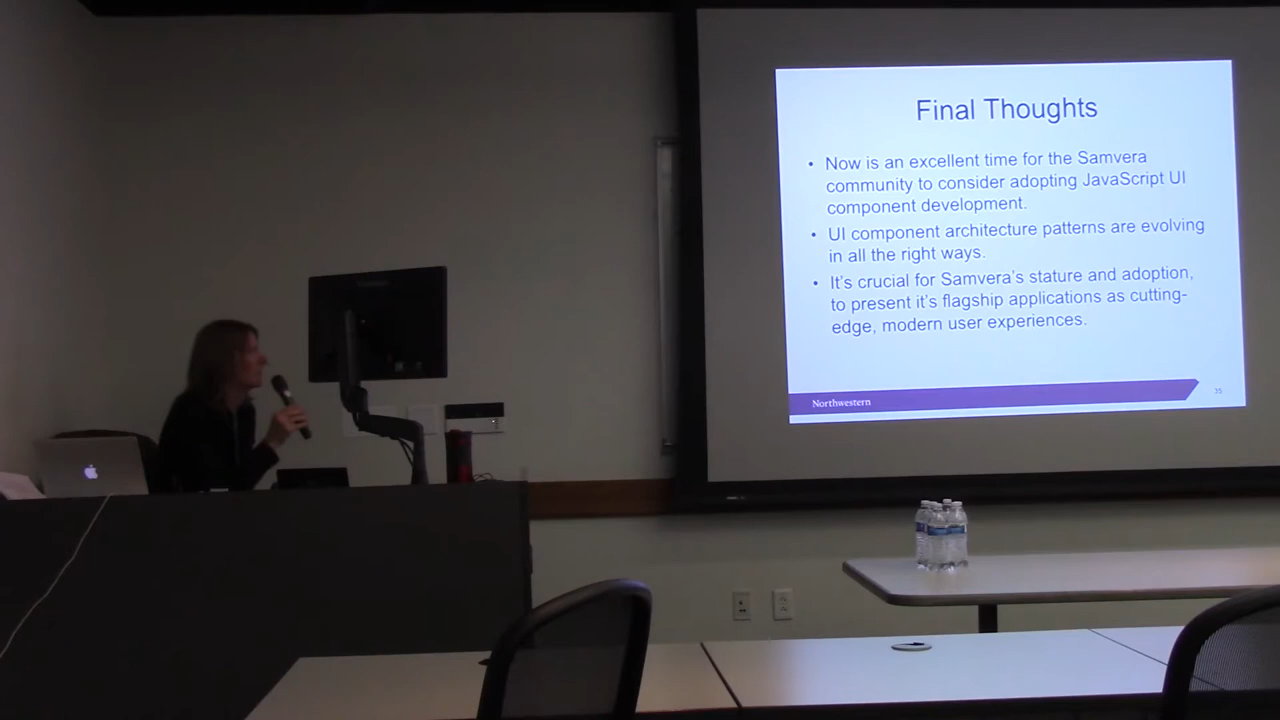 Final Thoughts
• Now is an excellent time for the Samvera
community to consider adopting JavaScript UI
component development.
• UI component architecture patterns are evolving
in all the right ways.
• It's crucial for Samvera's stature and adoption,
to present it's flagship applications as cutting-
edge, modern user experiences.
Northwestern
35